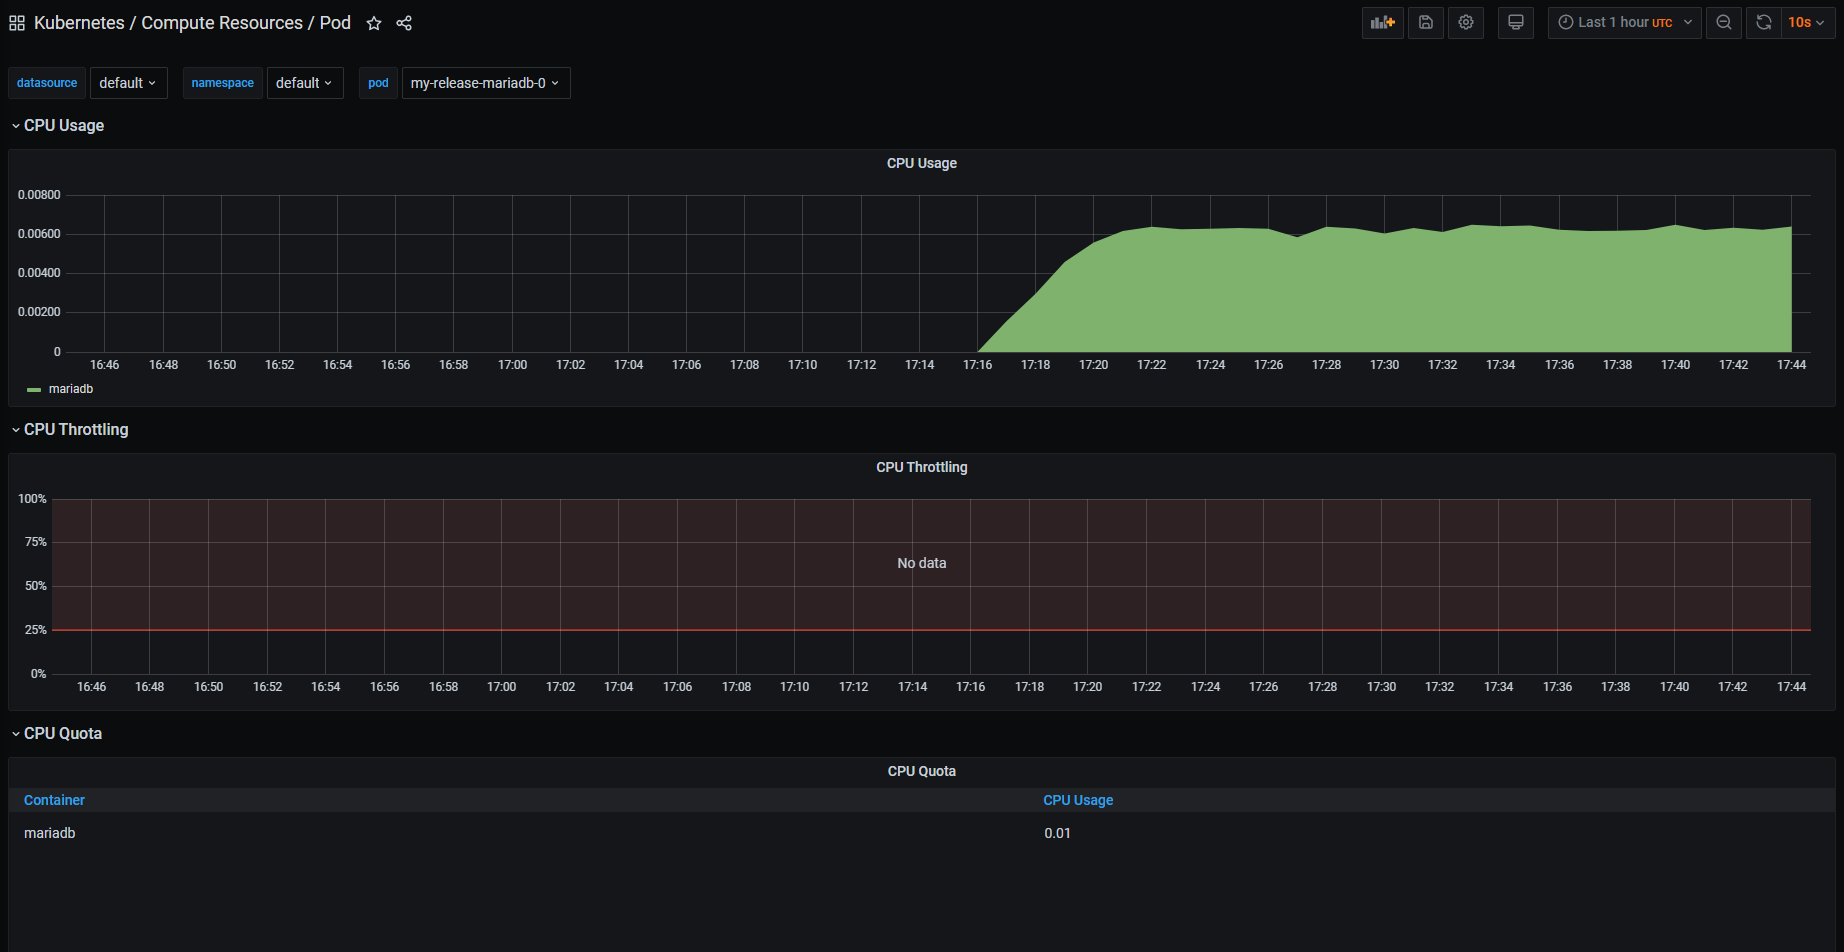 Kubernetes / Compute Resources / Pod
Last 1 hour UTC
10s
datasource default namespace default pod my-release-mariadb-0
CPU Usage
CPU Usage
0.00800
0.00600
0.00400
0.00200
0
16:46 16:48 16:50 16:52 16:54 16:56 16:58 17:00 17:02 17:04 17:06 17:08 17:10 17:12 17:14 17:16 17:18 17:20 17:22 17:24 17:26 17:28 17:30 17:32 17:34 17:36 17:38 17:40 17:42 17:44
mariadb
CPU Throttling
CPU Throttling
100%
75%
No data
50%
25%
0%
16:46 16:48 16:50 16:52 16:54 16:56 16:58 17:00 17:02 17:04 17:06 17:08 17:10 17:12 17:14 17:16 17:18 17:20 17:22 17:24 17:26 17:28 17:30 17:32 17:34 17:36 17:38 17:40 17:42 17:44
CPU Quota
CPU Quota
Container CPU Usage
mariadb 0.01